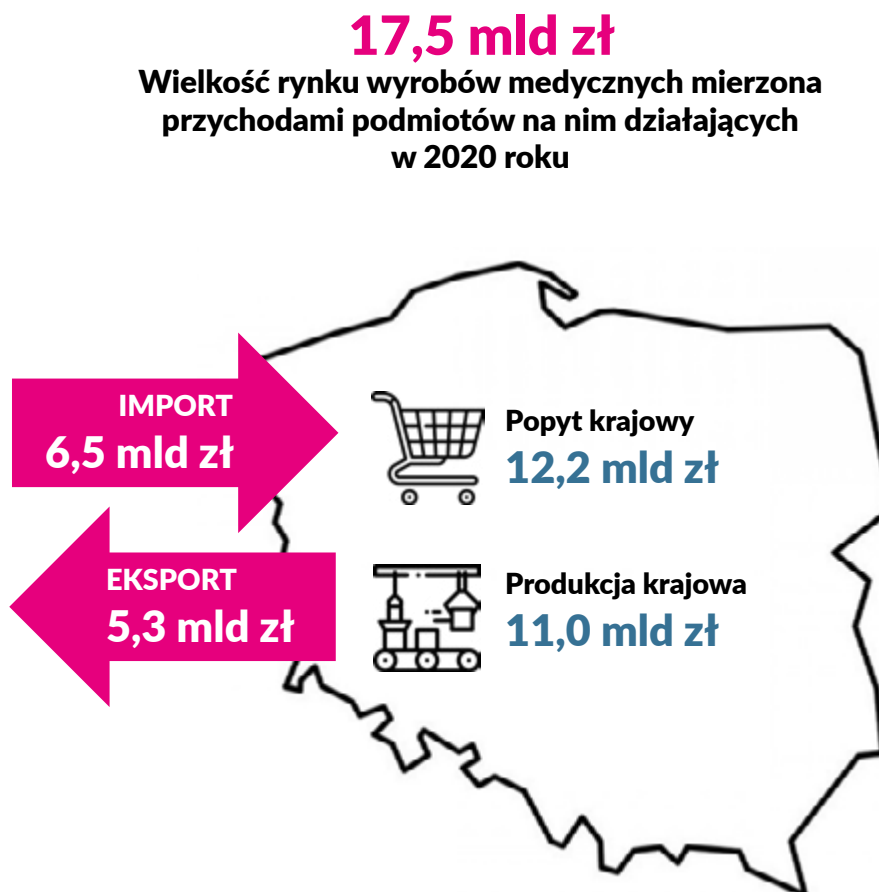 17,5 mld zł
Wielkość rynku wyrobów medycznych mierzona
przychodami podmiotów na nim działających
w 2020 roku
IMPORT
6,5 mld zł
Popyt krajowy
12,2 mld zł
EKSPORT
5,3 mld zł
Produkcja krajowa
11,0 mld zł